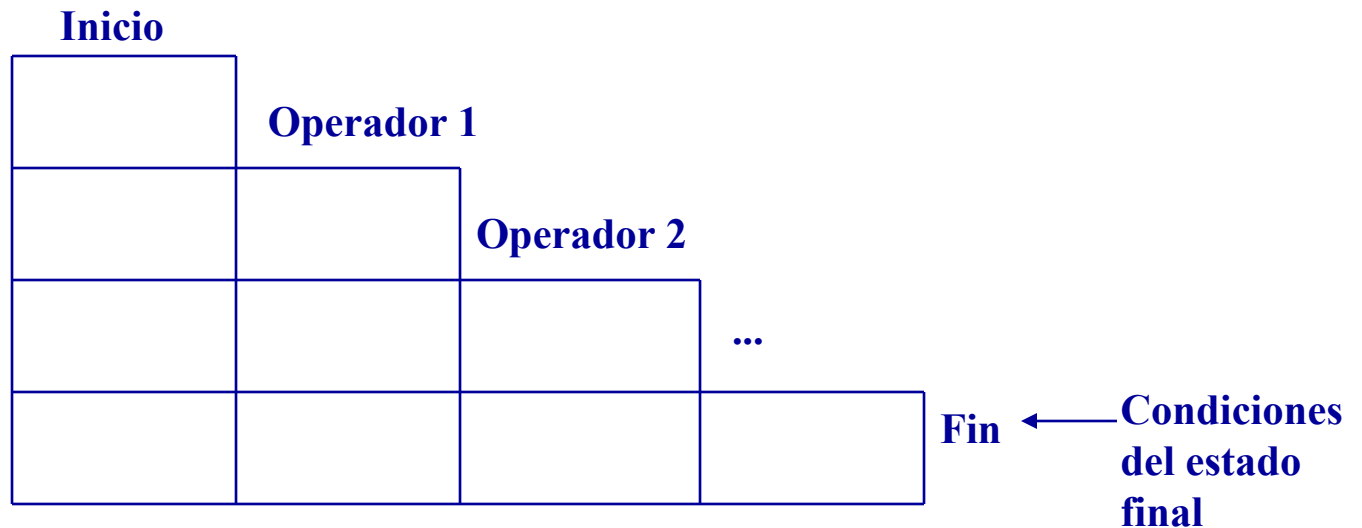 Inicio
Operador 1
Operador 2
...
Fin
Condiciones
del estado
final